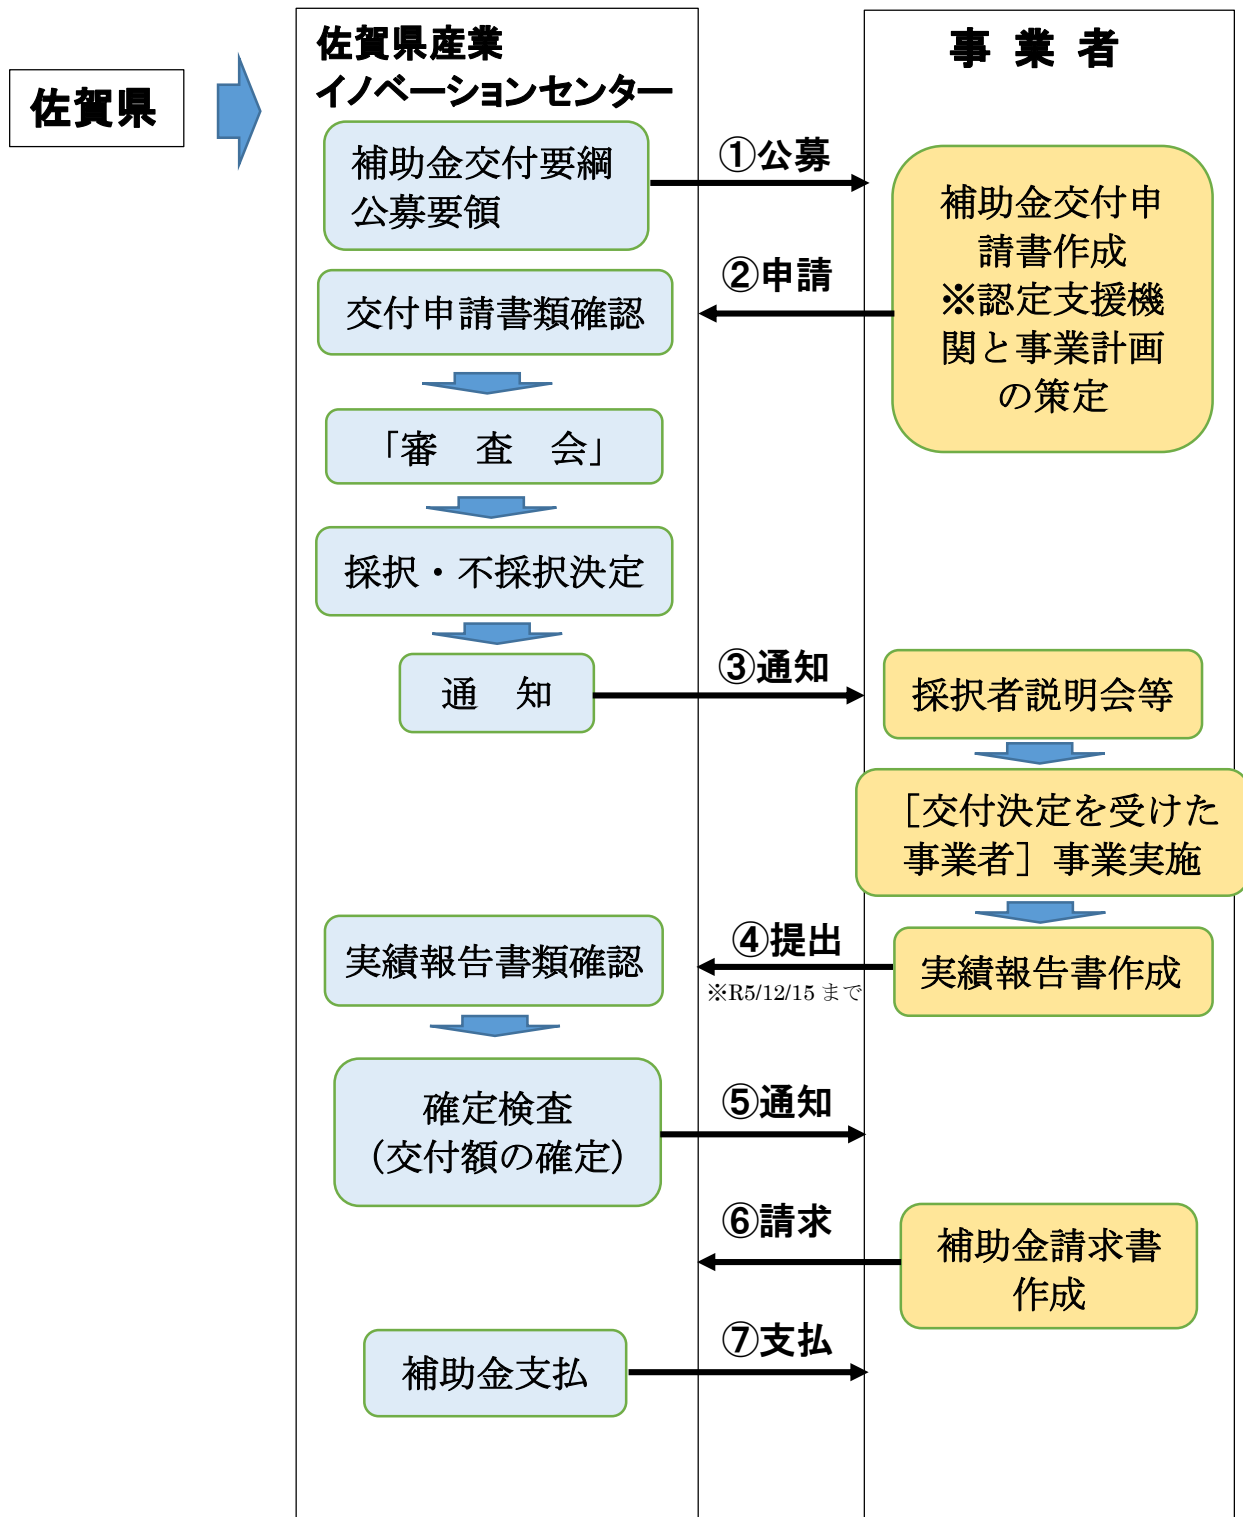 佐賀県
佐賀県産業
イノベーションセンター
事 業 者
補助金交付要綱
公募要領
①公募
補助金交付申
請書作成
※認定支援機
関と事業計画
の策定
②申請
交付申請書類確認
「審　査　会」
採択・不採択決定
通　知
③通知
採択者説明会等
［交付決定を受けた
事業者］事業実施
実績報告書類確認
④提出
※R5/12/15 まで
実績報告書作成
確定検査
（交付額の確定）
⑤通知
⑥請求
補助金請求書
作成
補助金支払
⑦支払